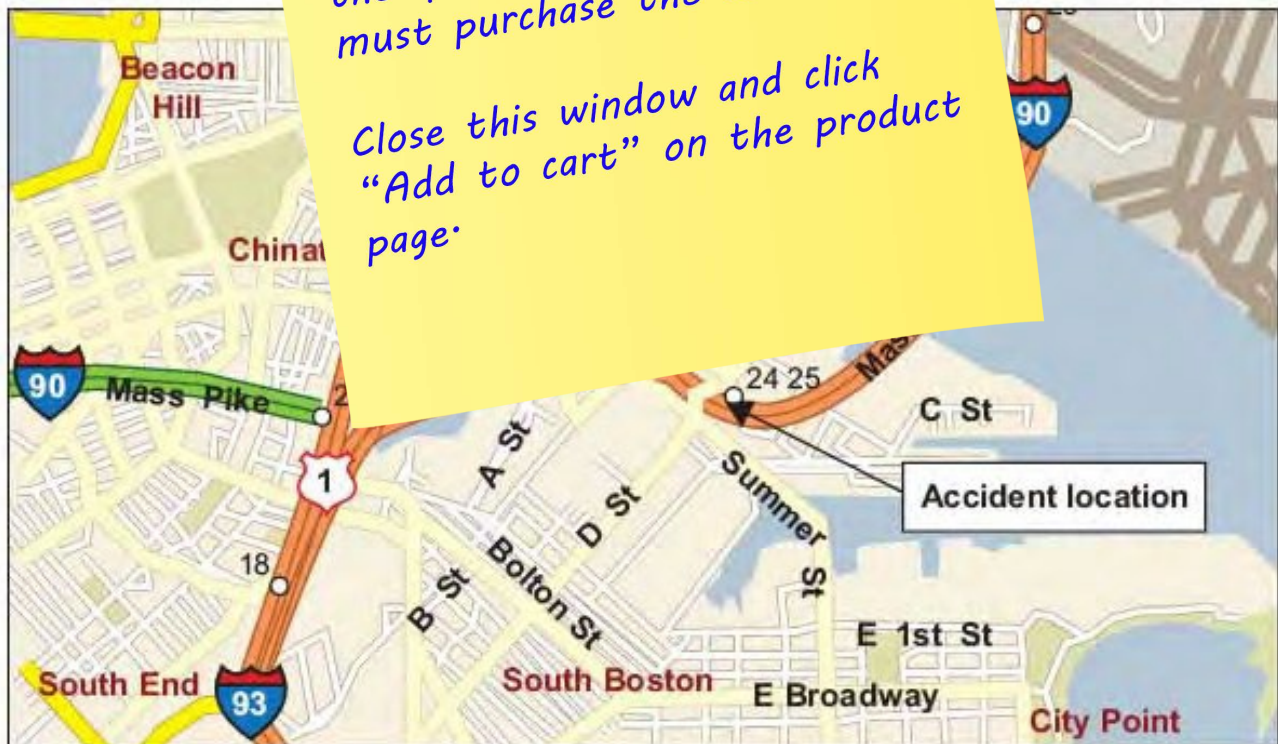 must purchase the
Close this window and click
“Add to cart” on the product
page.
Beacon
Hill
90
90
Mass Pike
24 25
C St
A St
1
Summer St
Accident location
D St
18
Bolton St
B St
E 1st St
South End
South Boston
93
E Broadway
City Point